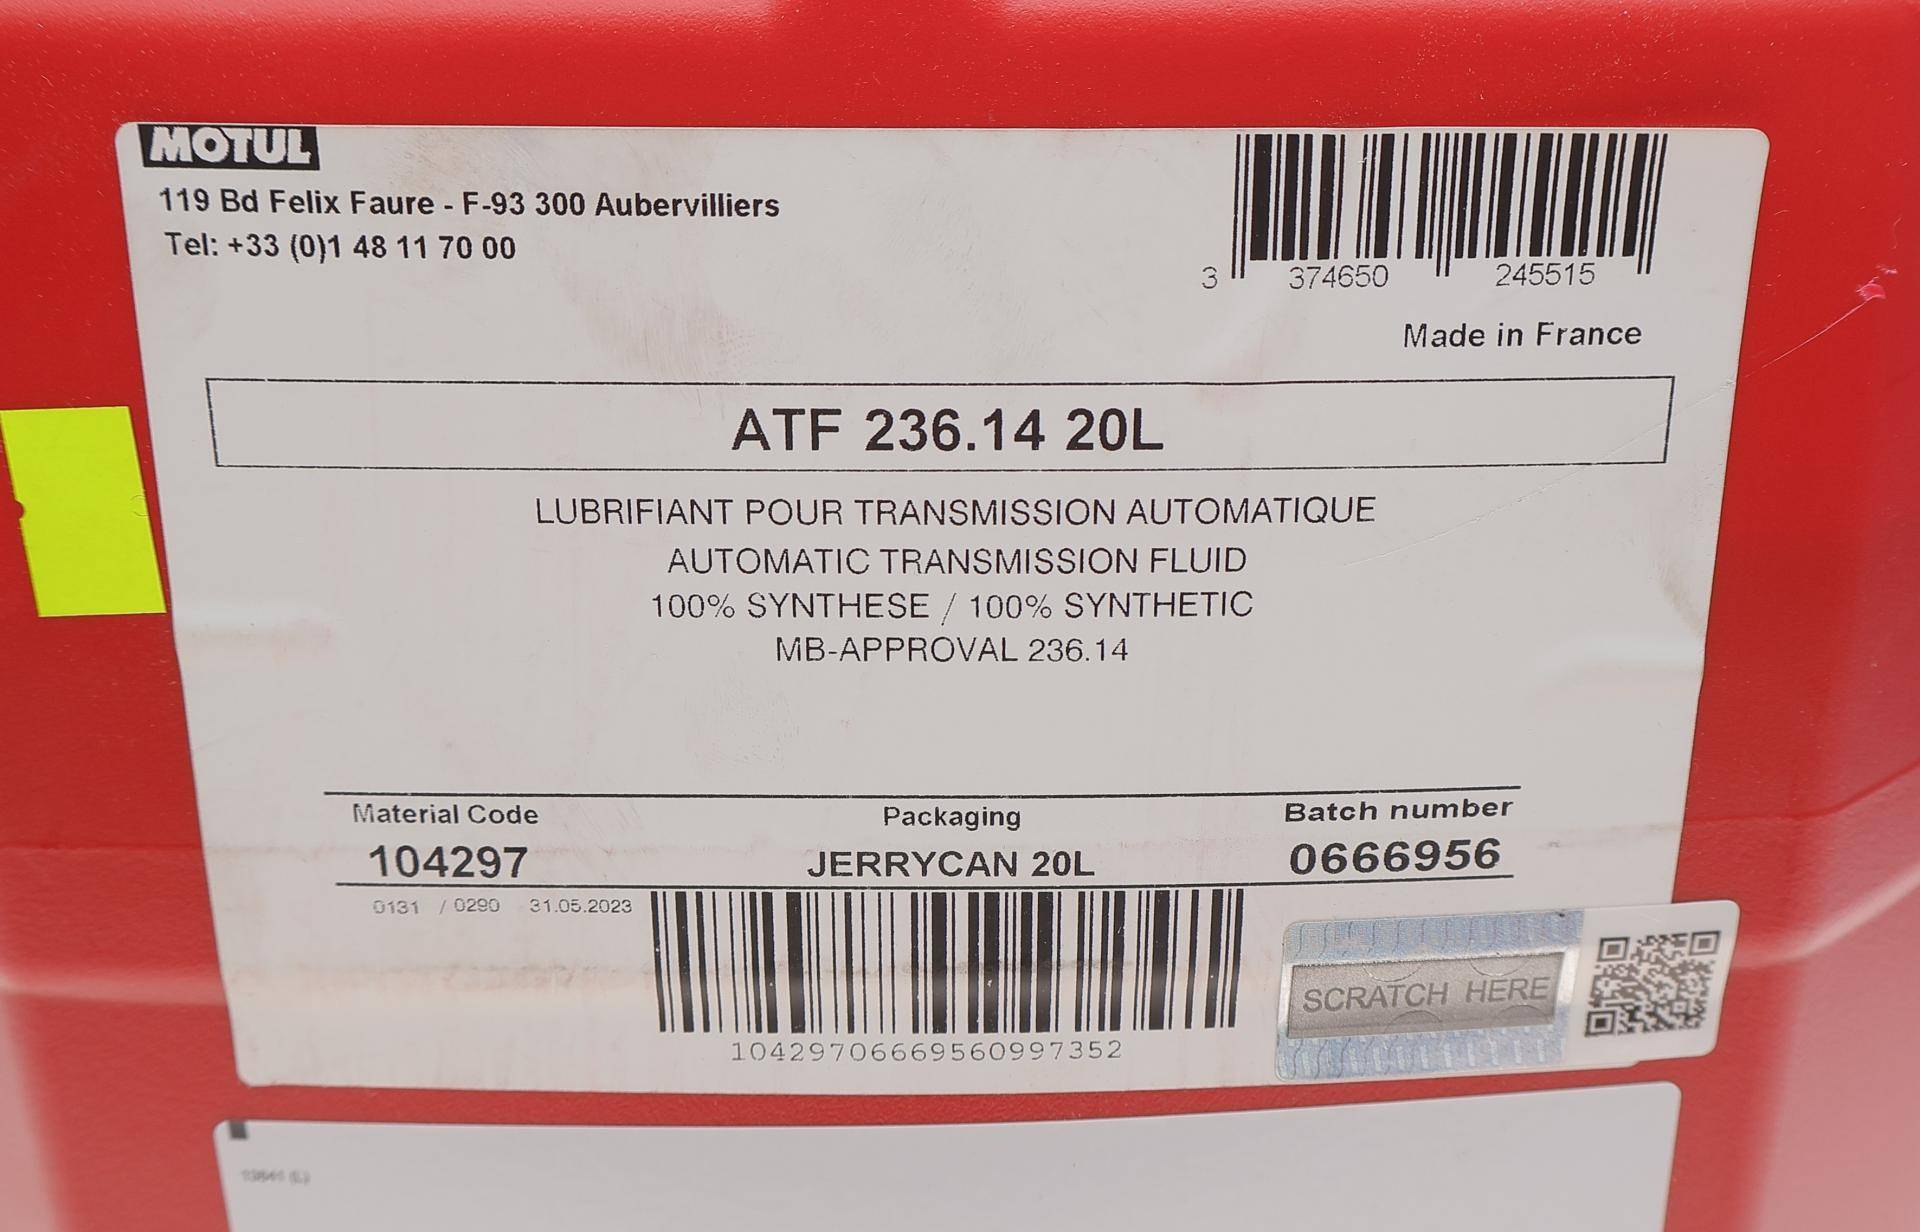 MOTUL
119 Bd Felix Faure - F-93 300 Aubervilliers
Tel: +33 (0)1 48 11 70 00
3 374650 245515
Made in France
ATF 236.14 20L
LUBRIFIANT POUR TRANSMISSION AUTOMATIQUE
AUTOMATIC TRANSMISSION FLUID
100% SYNTHESE / 100% SYNTHETIC
MB-APPROVAL 236.14
Material Code Packaging Batch number
104297 JERRYCAN 20L 0666956
0131 / 0290 31.05.2023
10429706669560997352
SCRATCH HERE